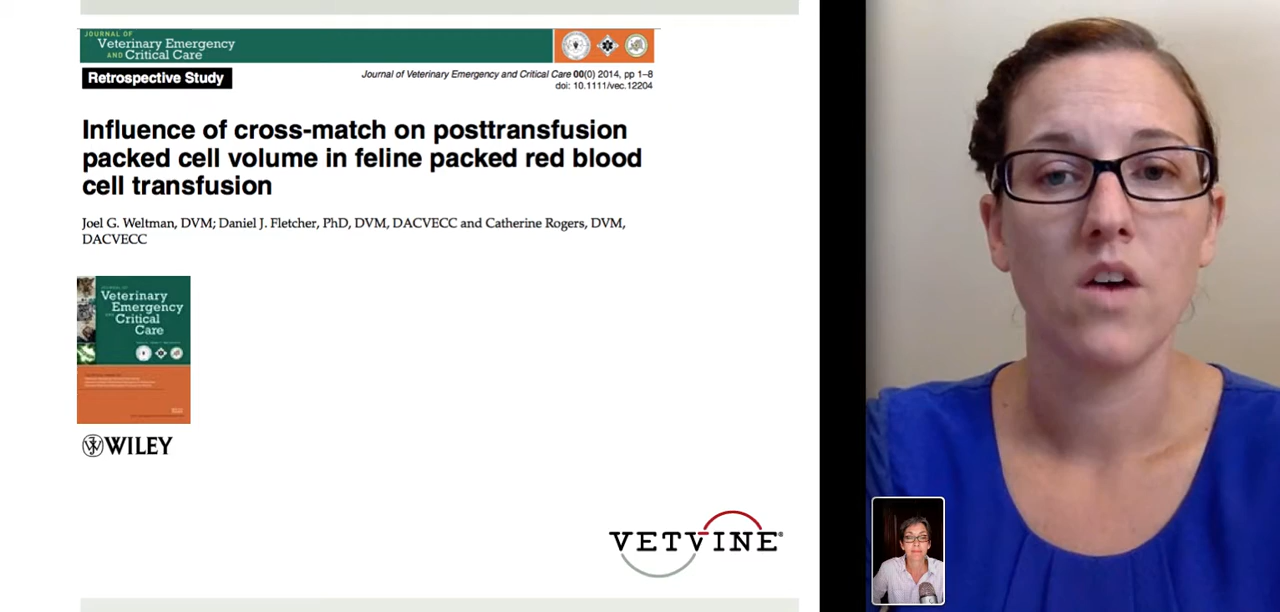 JOURNAL OF
Veterinary Emergency
AND Critical Care
Retrospective Study
Journal of Veterinary Emergency and Critical Care 00(0) 2014, pp 1–8
doi: 10.1111/vec.12204
Influence of cross-match on posttransfusion
packed cell volume in feline packed red blood
cell transfusion
Joel G. Weltman, DVM; Daniel J. Fletcher, PhD, DVM, DACVECC and Catherine Rogers, DVM,
DACVECC
JOURNAL OF
Veterinary
Emergency
AND Critical
Care
WILEY
VETVINE®